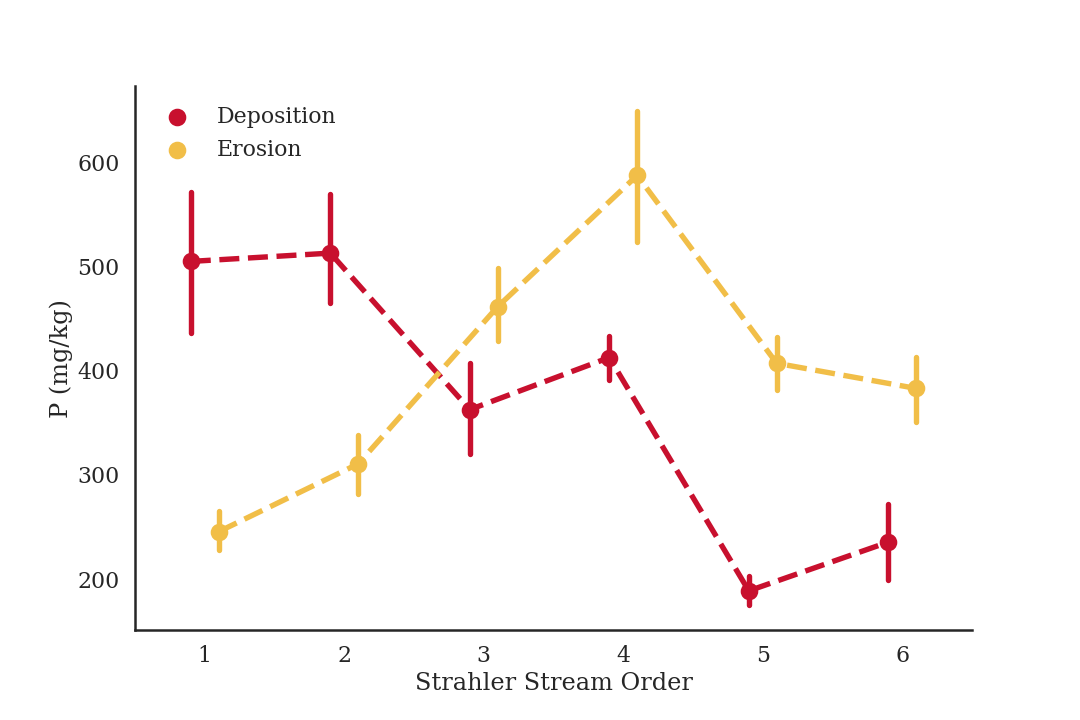 Deposition
Erosion
600
500
400
300
200
P (mg/kg)
1 2 3 4 5 6
Strahler Stream Order